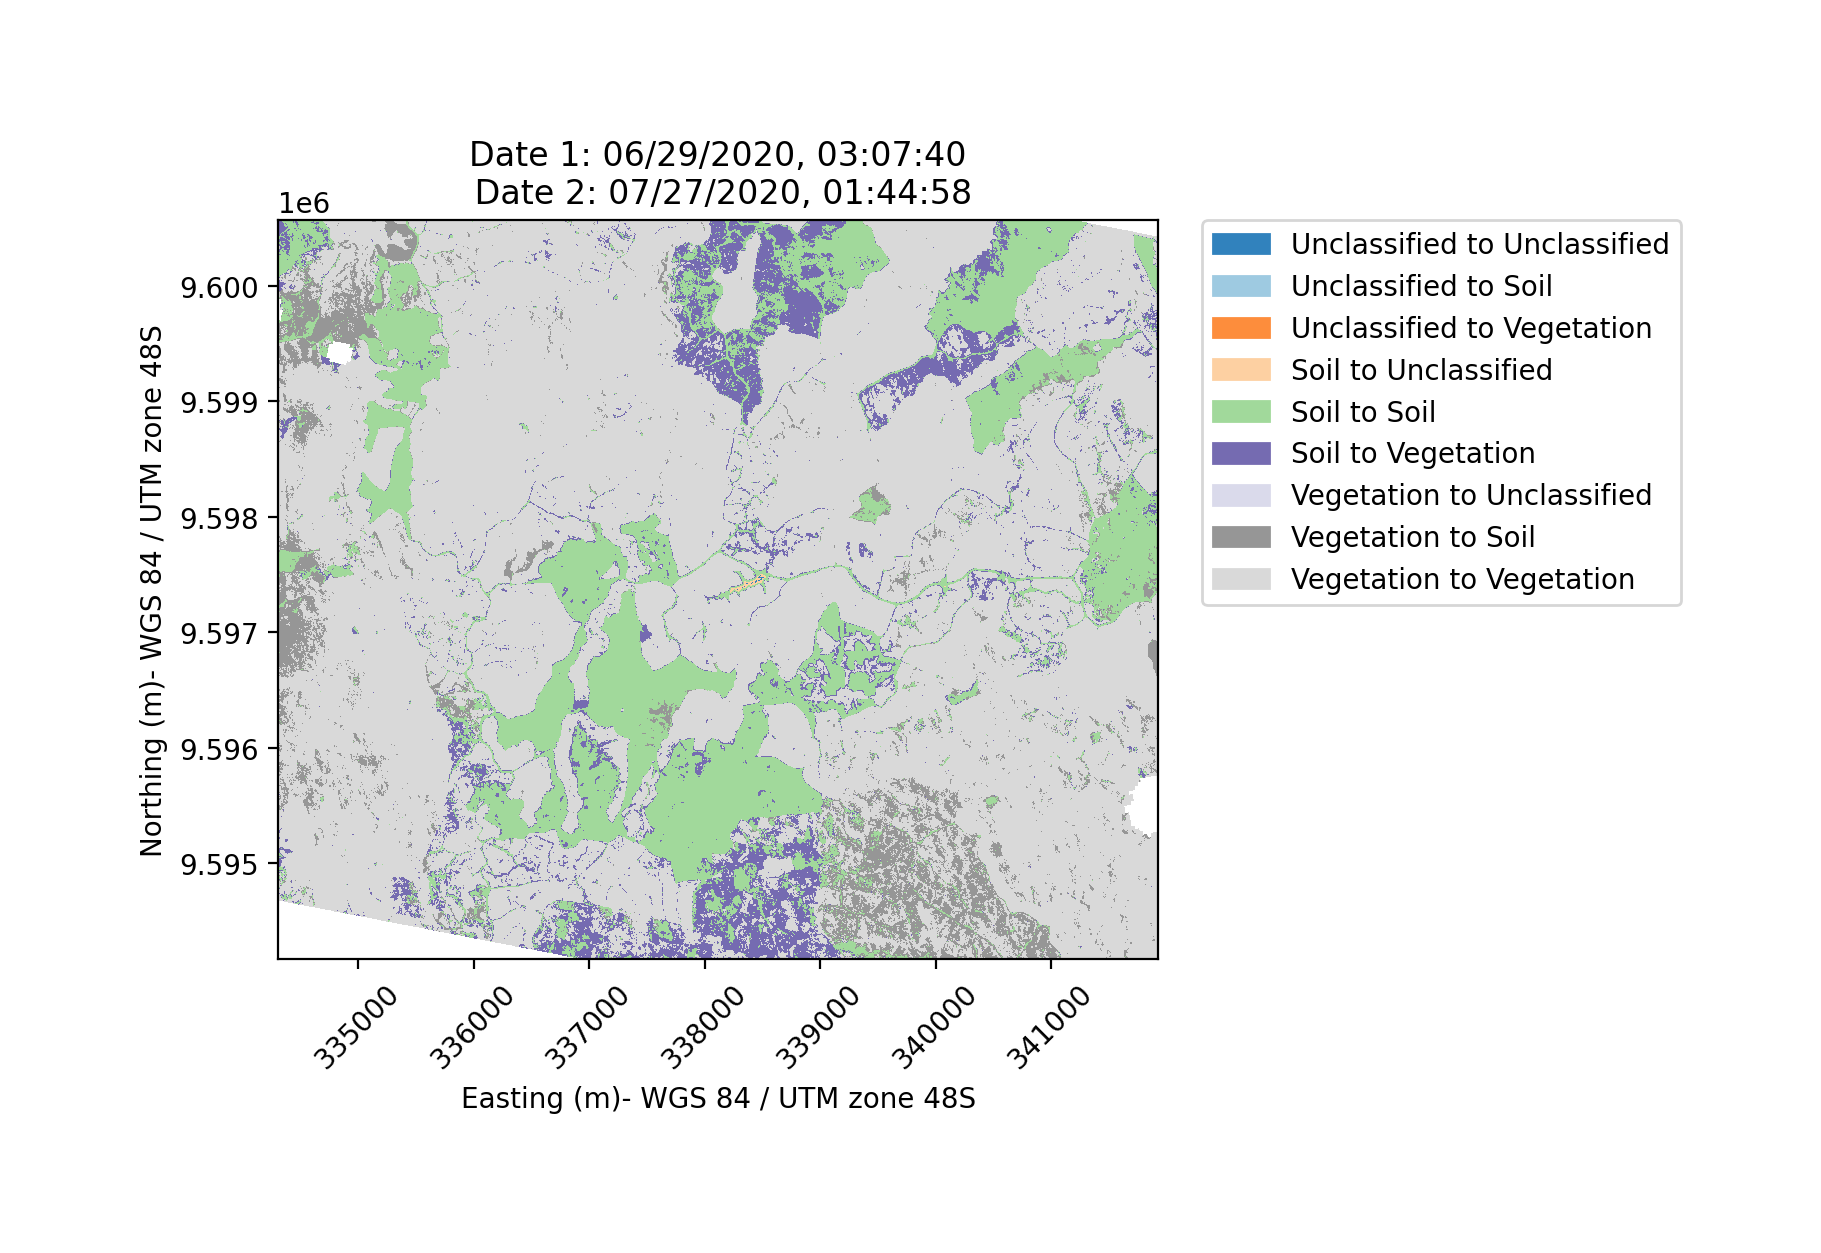 Date 1: 06/29/2020, 03:07:40
Date 2: 07/27/2020, 01:44:58
1e6
9.600
9.599
9.598
9.597
9.596
9.595
Northing (m)- WGS 84 / UTM zone 48S
335000
336000
337000
338000
339000
340000
341000
Easting (m)- WGS 84 / UTM zone 48S
Unclassified to Unclassified
Unclassified to Soil
Unclassified to Vegetation
Soil to Unclassified
Soil to Soil
Soil to Vegetation
Vegetation to Unclassified
Vegetation to Soil
Vegetation to Vegetation